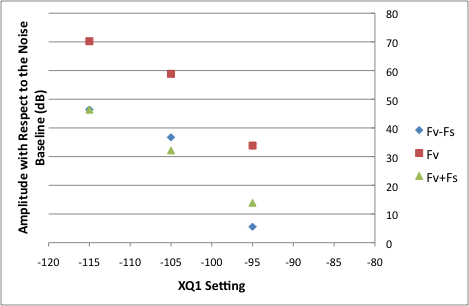 80
70
60
50
40
30
20
10
0
Amplitude with Respect to the Noise
Baseline (dB)
Fv-Fs
Fv
Fv+Fs
-120 -115 -110 -105 -100 -95 -90 -85 -80
XQ1 Setting